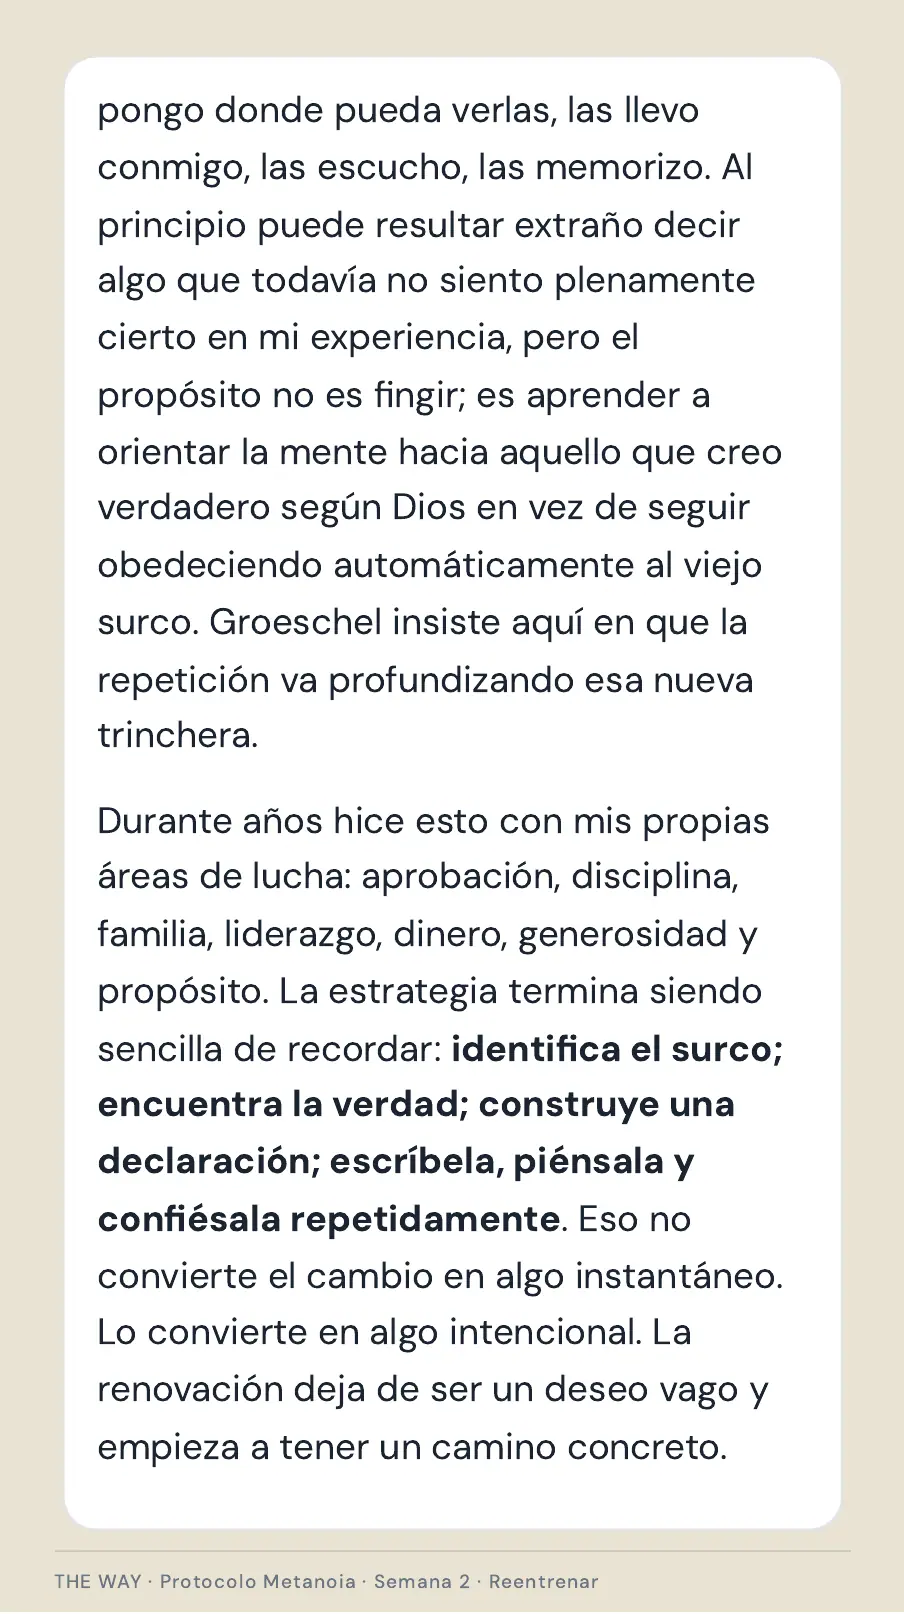 pongo donde pueda verlas, las llevo
conmigo, las escucho, las memorizo. Al
principio puede resultar extraño decir
algo que todavía no siento plenamente
cierto en mi experiencia, pero el
propósito no es fingir; es aprender a
orientar la mente hacia aquello que creo
verdadero según Dios en vez de seguir
obedeciendo automáticamente al viejo
surco. Groeschel insiste aquí en que la
repetición va profundizando esa nueva
trinchera.
Durante años hice esto con mis propias
áreas de lucha: aprobación, disciplina,
familia, liderazgo, dinero, generosidad y
propósito. La estrategia termina siendo
sencilla de recordar: identifica el surco;
encuentra la verdad; construye una
declaración; escríbela, piénsala y
confiésala repetidamente. Eso no
convierte el cambio en algo instantáneo.
Lo convierte en algo intencional. La
renovación deja de ser un deseo vago y
empieza a tener un camino concreto.
THE WAY · Protocolo Metanoia · Semana 2 · Reentrenar